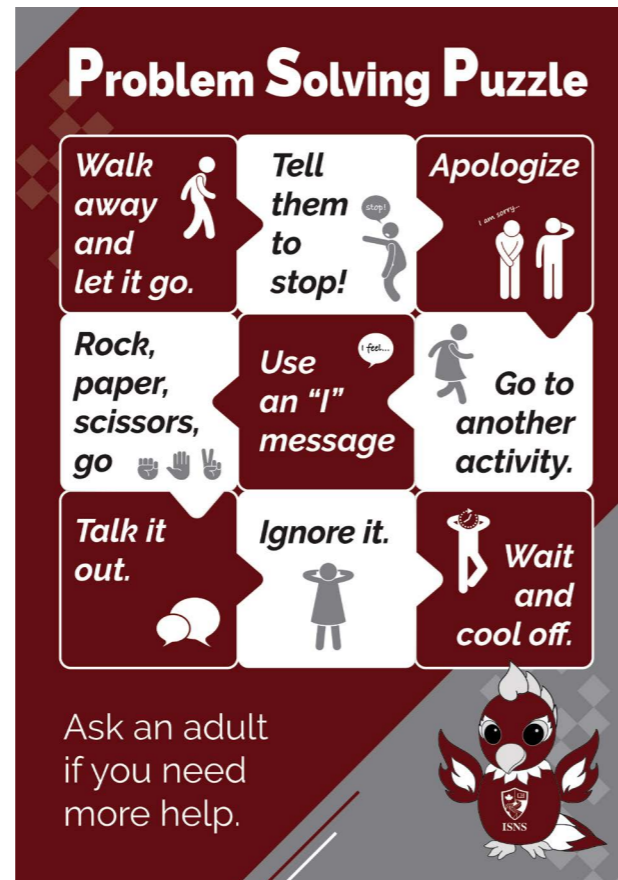 Problem Solving Puzzle
Walk
away
and
let it go.
Tell
them
to
stop!
stop!
Apologize
I am sorry...
Rock,
paper,
scissors,
go
Use
an “I”
message
I feel...
Go to
another
activity.
Talk it
out.
Ignore it.
Wait
and
cool off.
Ask an adult
if you need
more help.
ISNS